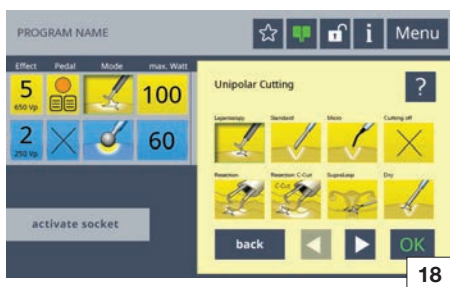 PROGRAM NAME
i
Menu
Effect Pedal Mode max. Watt
5
650 Vp
100
2
250 Vp
60
activate socket
Unipolar Cutting
?
Laparoscopy Standard Micro Cutting off
Resection Resection C-Cut SupraLoop Dry
C-Cut
back
OK
18